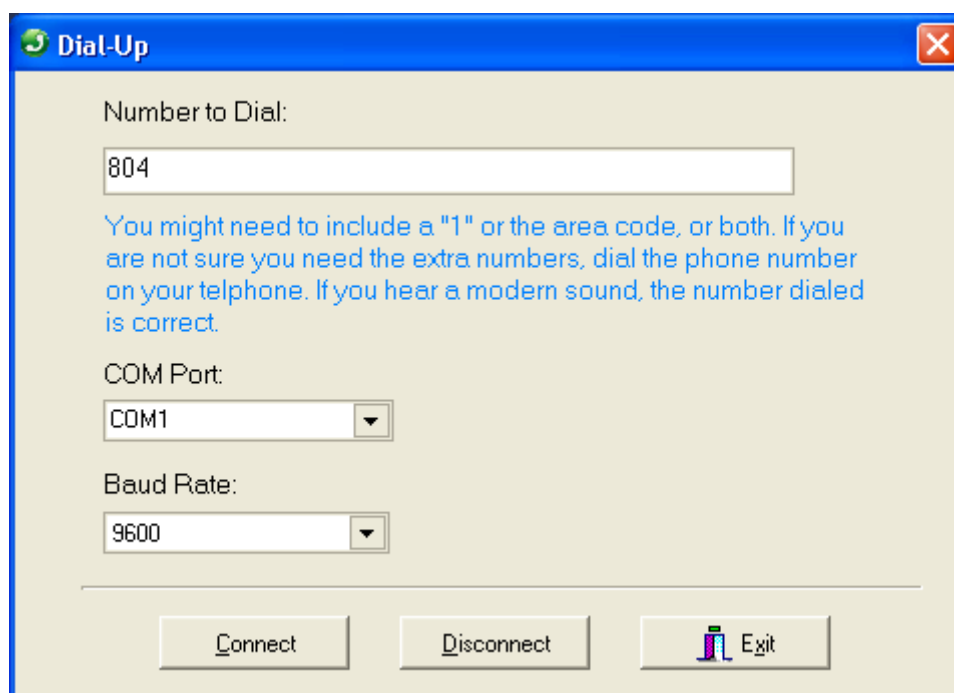 Dial-Up
Number to Dial:
804
You might need to include a "1" or the area code, or both. If you
are not sure you need the extra numbers, dial the phone number
on your telphone. If you hear a modern sound, the number dialed
is correct.
COM Port:
COM1
Baud Rate:
9600
Connect Disconnect Exit